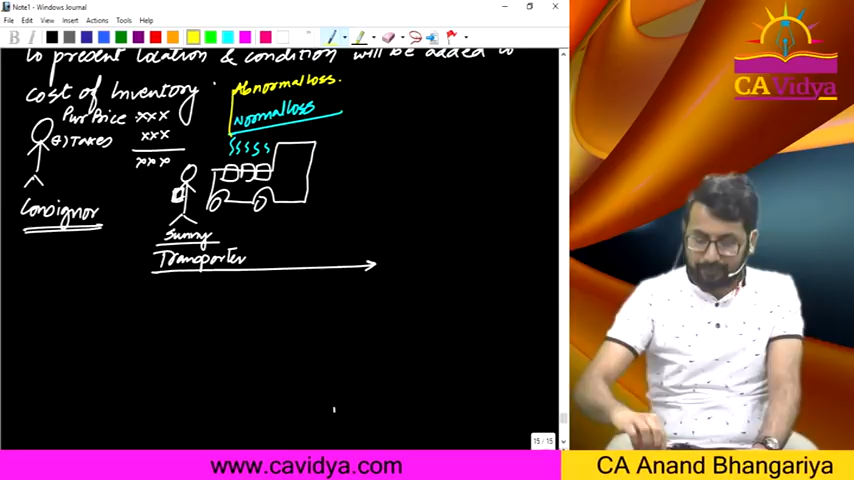 Note1 - Windows Journal
File Edit View Insert Actions Tools Help
B I
to present location & condition will be added to
cost of Inventory.
Abnormal loss.
Normal loss
Pur Price xxx
(+) Taxes xxx
xxx
Consignor
Sunny
Transporter
15 / 15
CA Vidya
www.cavidya.com
CA Anand Bhangariya